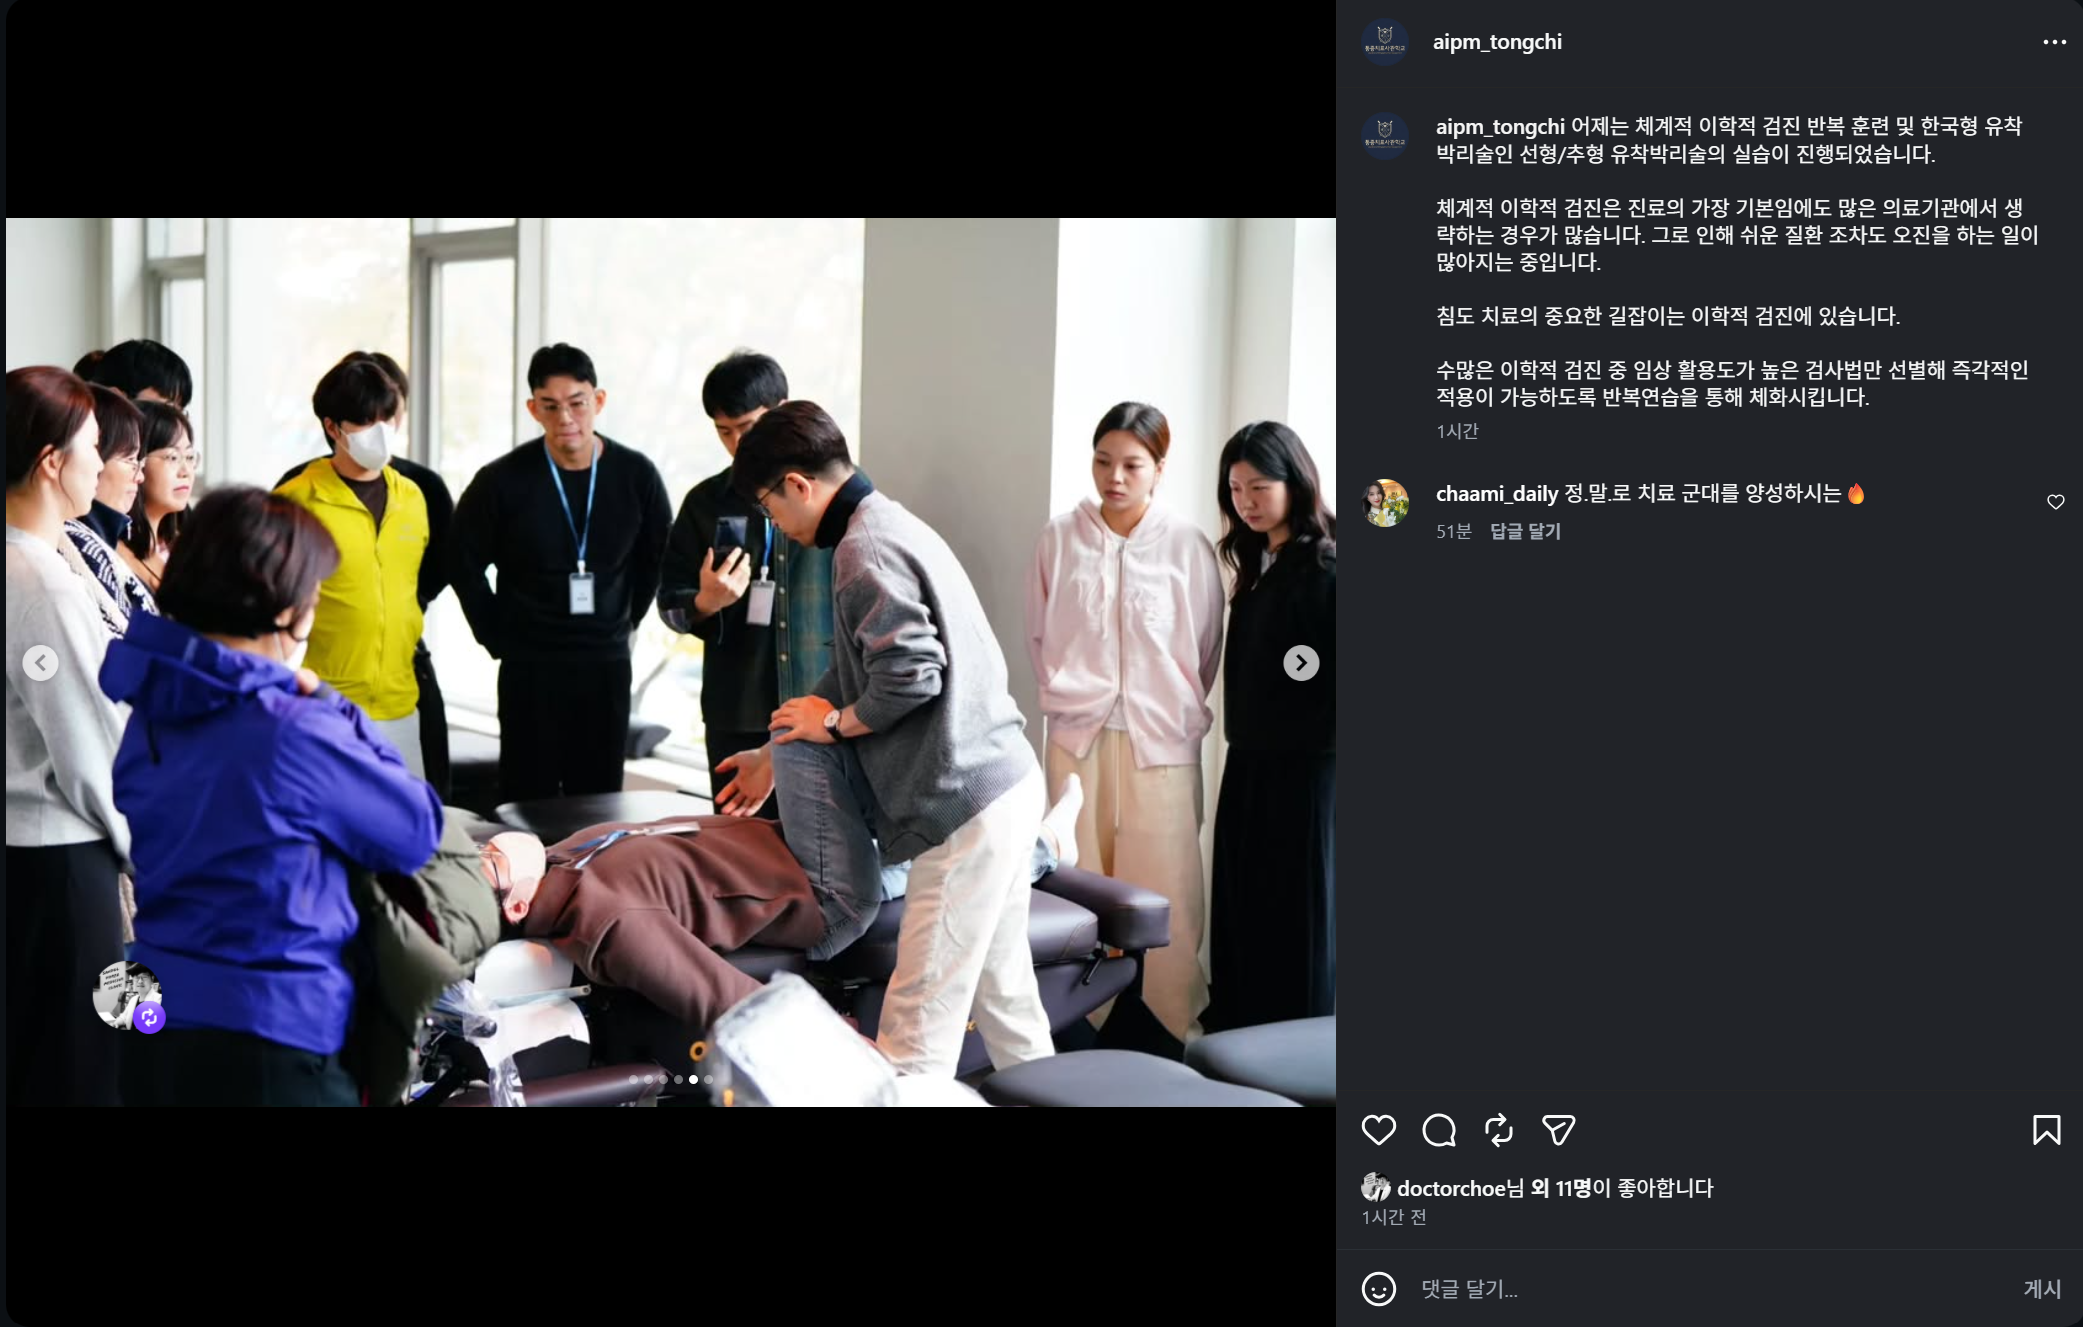 aipm_tongchi
aipm_tongchi 어제는 체계적 이학적 검진 반복 훈련 및 한국형 유착
박리술인 선형/추형 유착박리술의 실습이 진행되었습니다.
체계적 이학적 검진은 진료의 가장 기본임에도 많은 의료기관에서 생
략하는 경우가 많습니다. 그로 인해 쉬운 질환 조차도 오진을 하는 일이
많아지는 중입니다.
침도 치료의 중요한 길잡이는 이학적 검진에 있습니다.
수많은 이학적 검진 중 임상 활용도가 높은 검사법만 선별해 즉각적인
적용이 가능하도록 반복연습을 통해 체화시킵니다.
1시간
chaami_daily 정.말.로 치료 군대를 양성하시는🔥
51분 답글 달기
doctorchoe님 외 11명이 좋아합니다
1시간 전
댓글 달기...
게시